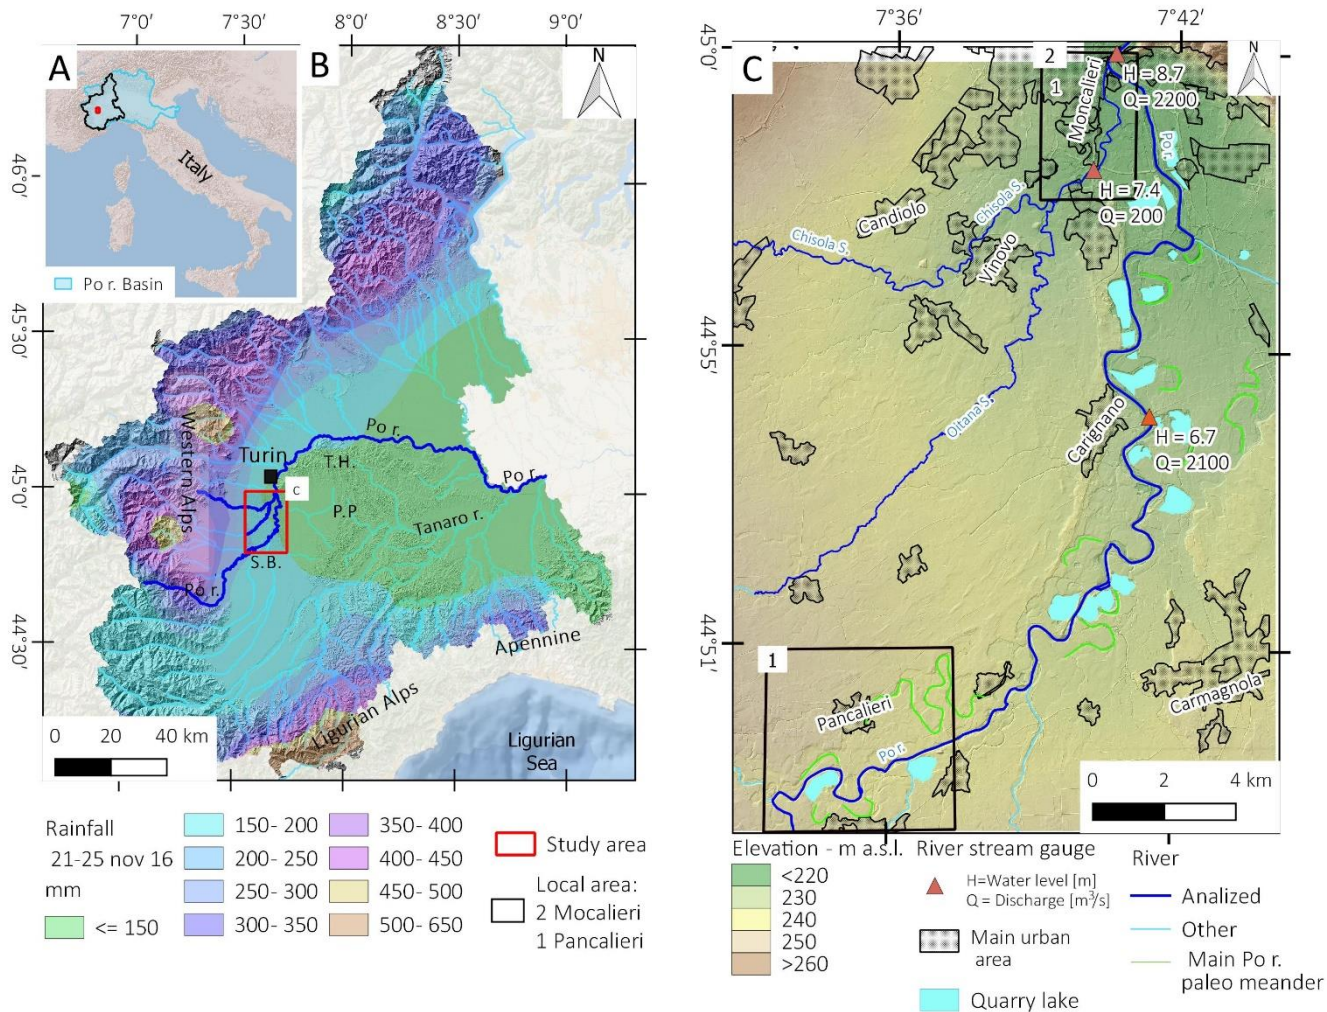 7°0′ 7°30′ 8°0′ 8°30′ 9°0′
A
B
N
Italy
Po r. Basin
46°0′
45°30′
45°0′
44°30′
Western Alps
Turin
T.H.
Po r.
Po r.
c
P.P
Tanaro r.
S.B.
Po r.
Apennine
Ligurian Alps
Ligurian
Sea
0 20 40 km
Rainfall
21-25 nov 16
mm
<= 150
150- 200
200- 250
250- 300
300- 350
350- 400
400- 450
450- 500
500- 650
Study area
Local area:
2 Mocalieri
1 Pancalieri
7°36′ 7°42′
45°0′
44°55′
44°51′
C
N
2
1
Moncalieri
H = 8.7
Q= 2200
Po r.
H = 7.4
Q= 200
Chisola S.
Chisola S.
Candiolo
Vinovo
Oitana S.
Carignano
H = 6.7
Q= 2100
1
Pancalieri
Po r.
Carmagnola
0 2 4 km
Elevation - m a.s.l.
<220
230
240
250
>260
River stream gauge
H=Water level [m]
Q = Discharge [m³/s]
Main urban
area
Quarry lake
River
Analized
Other
Main Po r.
paleo meander